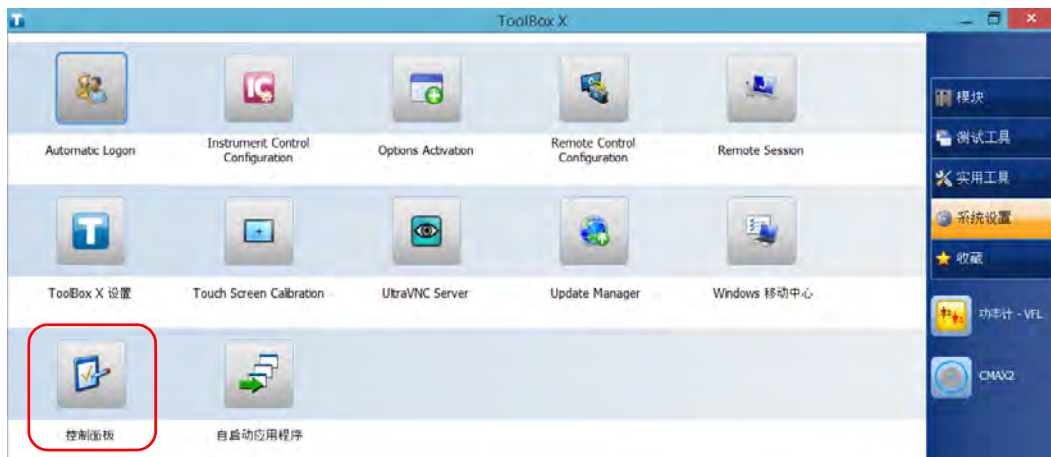 ToolBox X
Automatic Logon
Instrument Control
Configuration
Options Activation
Remote Control
Configuration
Remote Session
ToolBox X 设置
Touch Screen Calibration
UltraVNC Server
Update Manager
Windows 移动中心
控制面板
自启动应用程序
模块
测试工具
实用工具
系统设置
收藏
功率计 - VFL
CMAX2